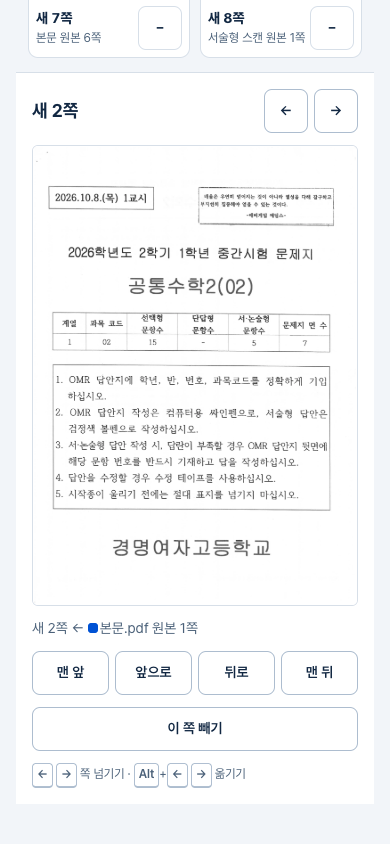 새 7쪽
본문 원본 6쪽
–
새 8쪽
서술형 스캔 원본 1쪽
–
새 2쪽
← →
2026.10.8.(목) 1교시
-에비게일 애덤스-
2026학년도 2학기 1학년 중간시험 문제지
공통수학2(02)
계열 과목 코드 선택형 문항수 단답형 문항수 서·논술형 문항수 문제지 면 수
1 02 15 - 5 7
1. OMR 답안지에 학년, 반, 번호, 과목코드를 정확하게 기입
하십시오.
2. OMR 답안지 작성은 컴퓨터용 싸인펜으로, 서술형 답안은
검정색 볼펜으로 작성하십시오.
3. 서·논술형 답안 작성 시, 답란이 부족할 경우 OMR 답안지 뒷면에
해당 문항 번호를 반드시 기재하고 답을 작성하십시오.
4. 답안을 수정할 경우 수정 테이프를 사용하십시오.
5. 시작종이 울리기 전에는 절대 표지를 넘기지 마십시오.
경명여자고등학교
새 2쪽 ← 본문.pdf 원본 1쪽
맨 앞 앞으로 뒤로 맨 뒤
이 쪽 빼기
← → 쪽 넘기기 · Alt + ← → 옮기기